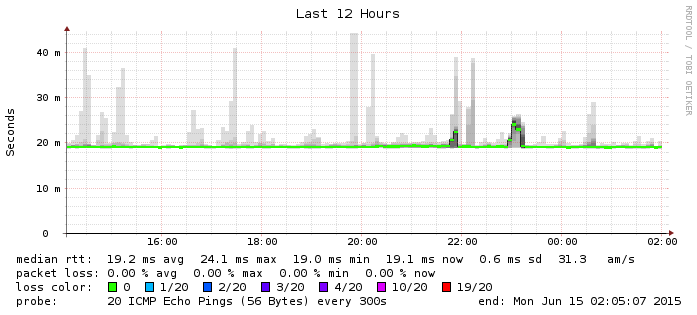 Last 12 Hours
RRDTOOL / TOBI OETIKER
Seconds
40 m
30 m
20 m
10 m
0
16:00 18:00 20:00 22:00 00:00 02:00
median rtt: 19.2 ms avg 24.1 ms max 19.0 ms min 19.1 ms now 0.6 ms sd 31.3 am/s
packet loss: 0.00 % avg 0.00 % max 0.00 % min 0.00 % now
loss color: 0 1/20 2/20 3/20 4/20 10/20 19/20
probe: 20 ICMP Echo Pings (56 Bytes) every 300s end: Mon Jun 15 02:05:07 2015